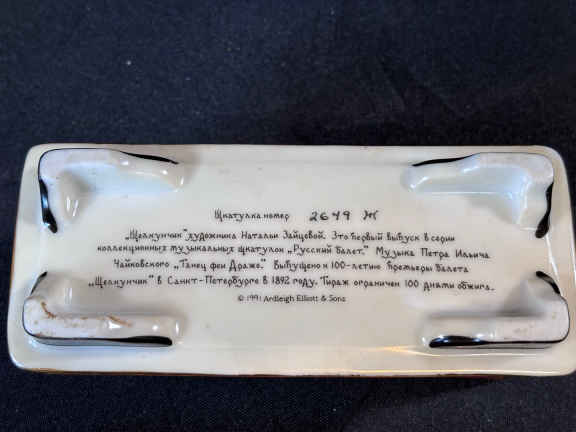 Шкатулка номер 2649 Ж
„Щелкунчик" художника Натальи Зайцевой. Это первый выпуск в серии
коллекционных музыкальных шкатулок „Русский балет." Музыка Петра Ильича
Чайковского „Танец феи Драже." Выпущено к 100-летию премьеры балета
„Щелкунчик" в Санкт-Петербурге в 1892 году. Тираж ограничен 100 днями обжига.
© 1991 Ardleigh Elliott & Sons